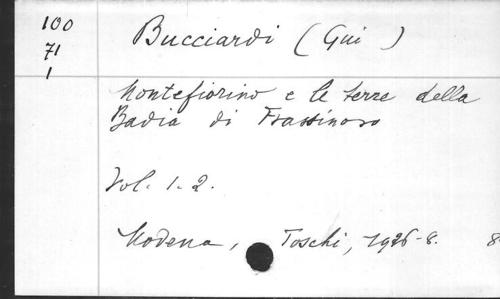 100
71
1
Bucciardi (Gui )
Montefiorino e le terre della
Badia di Frassinoro
Vol. 1. 2.
Modena, Toschi, 1926-8. 8.